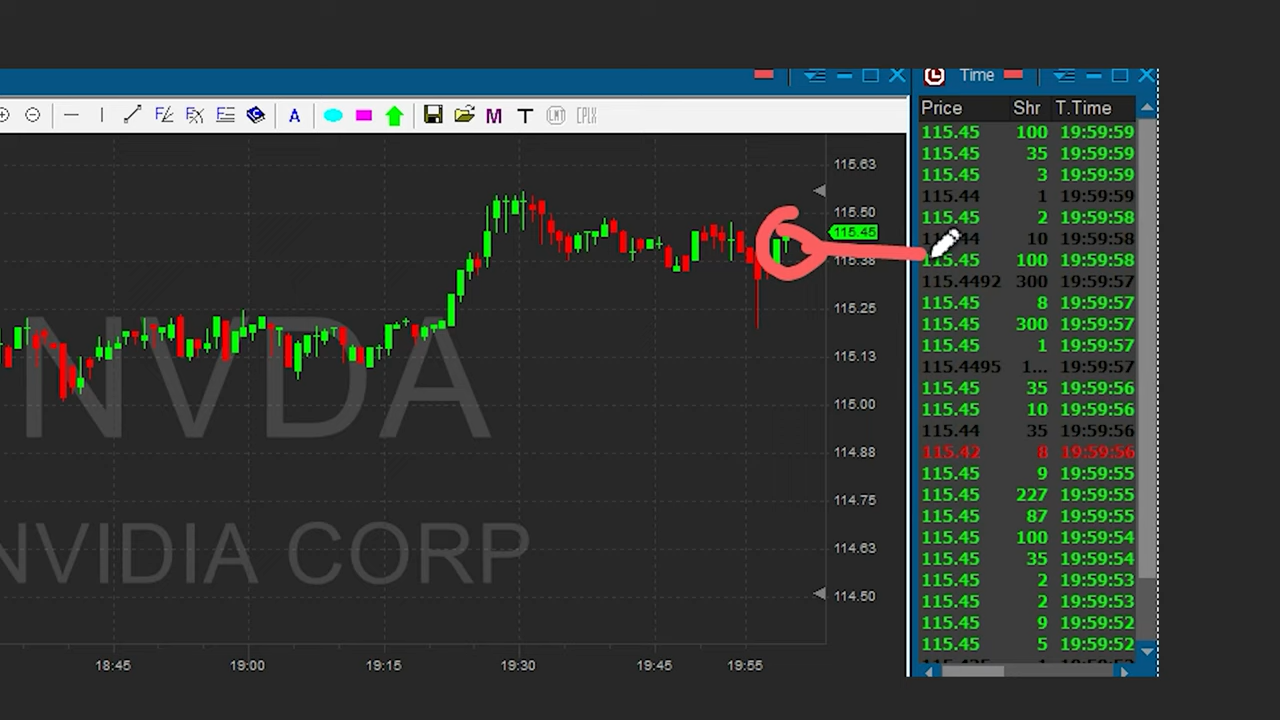 Time
A
M
T
LMT
CPLX
Price Shr T.Time
115.63
115.50
115.45
115.38
115.25
115.13
115.00
114.88
114.75
114.63
114.50
NVDA
NVIDIA CORP
18:45 19:00 19:15 19:30 19:45 19:55
115.45 100 19:59:59
115.45 35 19:59:59
115.45 3 19:59:59
115.44 1 19:59:59
115.45 2 19:59:58
10 19:59:58
115.45 100 19:59:58
115.4492 300 19:59:57
115.45 8 19:59:57
115.45 300 19:59:57
115.45 1 19:59:57
115.4495 1... 19:59:57
115.45 35 19:59:56
115.45 10 19:59:56
115.44 35 19:59:56
115.42 8 19:59:56
115.45 9 19:59:55
115.45 227 19:59:55
115.45 87 19:59:55
115.45 100 19:59:54
115.45 35 19:59:54
115.45 2 19:59:53
115.45 2 19:59:53
115.45 9 19:59:52
115.45 5 19:59:52